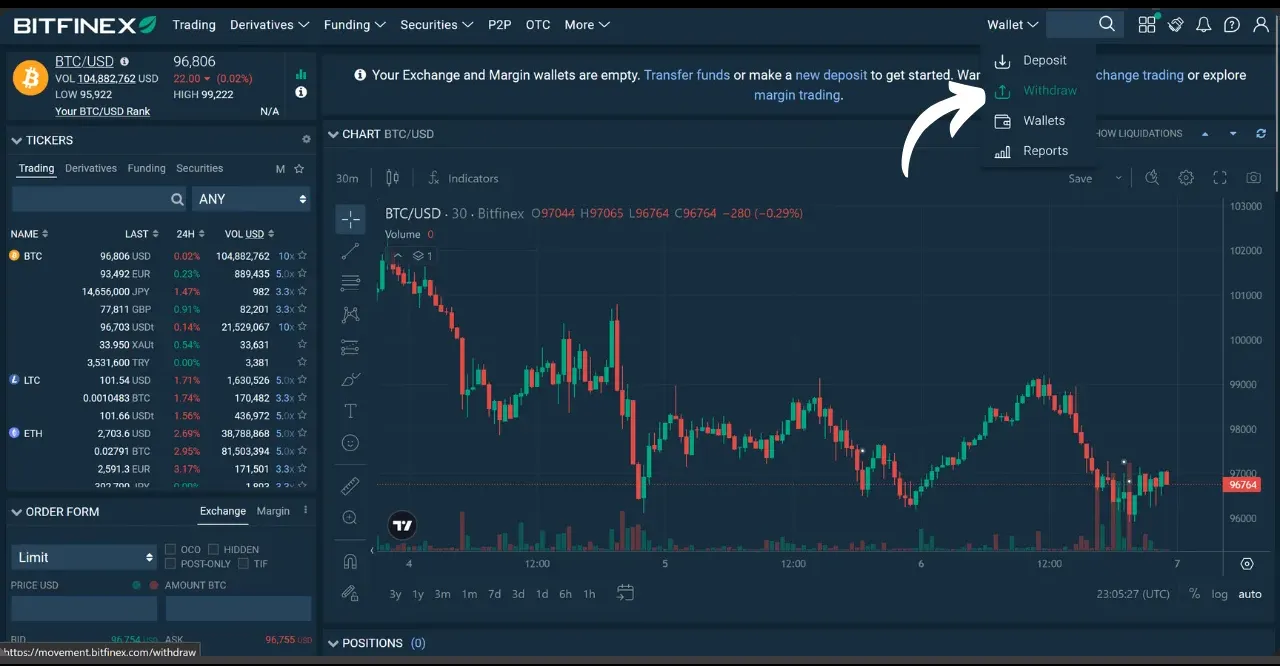 BITFINEX Trading Derivatives Funding Securities P2P OTC More Wallet
BTC/USD 96,806
VOL 104,882,762 USD 22.00 (0.02%)
LOW 95,922 HIGH 99,222
Your BTC/USD Rank N/A
Your Exchange and Margin wallets are empty. Transfer funds or make a new deposit to get started. change trading or explore
margin trading.
Deposit
Withdraw
Wallets
Reports
TICKERS
Trading Derivatives Funding Securities M
ANY
NAME LAST 24H VOL USD
BTC 96,806 USD 0.02% 104,882,762 10x
93,492 EUR 0.23% 889,435 5.0x
14,656,000 JPY 1.47% 982 3.3x
77,811 GBP 0.91% 82,201 3.3x
96,703 USDt 0.14% 21,529,067 10x
33.950 XAUt 0.54% 33,631
3,531,600 TRY 0.00% 3,381
LTC 101.54 USD 1.71% 1,630,526 5.0x
0.0010483 BTC 1.74% 170,482 3.3x
101.66 USDt 1.56% 436,972 5.0x
ETH 2,703.6 USD 2.69% 38,788,868 5.0x
0.02791 BTC 2.95% 81,503,394 5.0x
2,591.3 EUR 3.17% 171,501 3.3x
ORDER FORM Exchange Margin
Limit OCO HIDDEN
POST-ONLY TIF
PRICE USD AMOUNT BTC
BID 96,754 USD ASK 96,755 USD
https://movement.bitfinex.com/withdraw
CHART BTC/USD HOW LIQUIDATIONS
30m Indicators Save
BTC/USD · 30 · Bitfinex O97044 H97065 L96764 C96764 −280 (−0.29%)
Volume 0
1
103000
102000
101000
100000
99000
98000
97000
96764
96000
4 12:00 5 12:00 6 12:00 7
3y 1y 3m 1m 7d 3d 1d 6h 1h 23:05:27 (UTC) % log auto
POSITIONS (0)